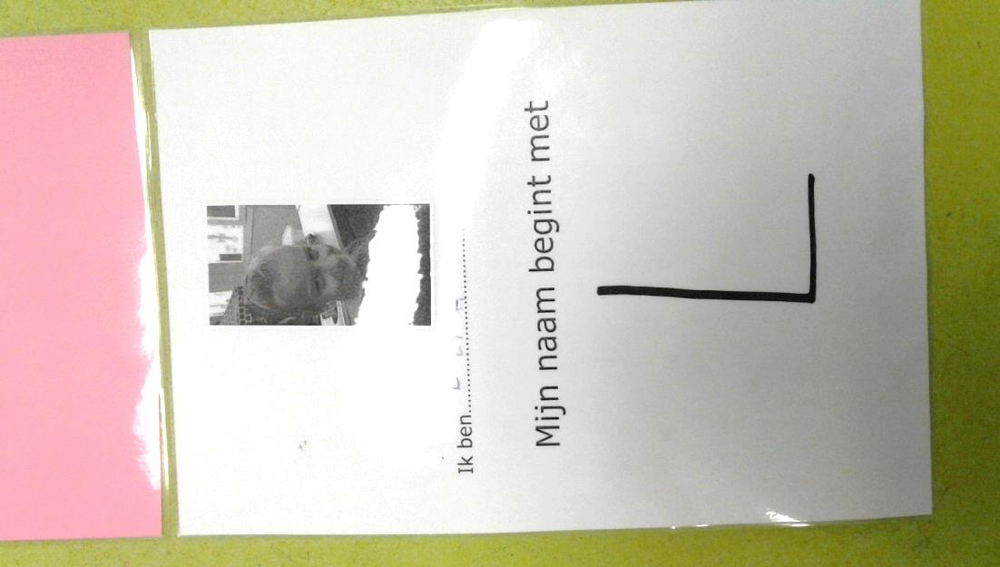 Ik ben..............................
Mijn naam begint met
L